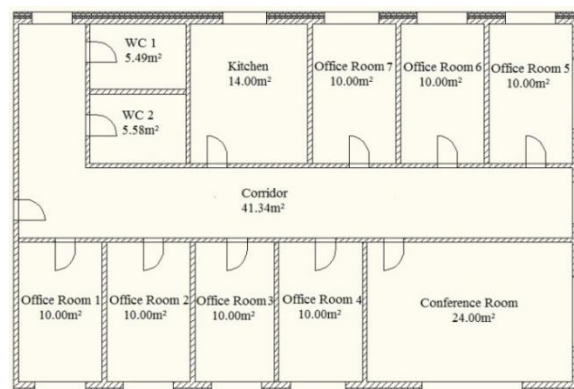 WC 1
5.49m²
WC 2
5.58m²
Kitchen
14.00m²
Office Room 7
10.00m²
Office Room 6
10.00m²
Office Room 5
10.00m²
Corridor
41.34m²
Office Room 1
10.00m²
Office Room 2
10.00m²
Office Room 3
10.00m²
Office Room 4
10.00m²
Conference Room
24.00m²